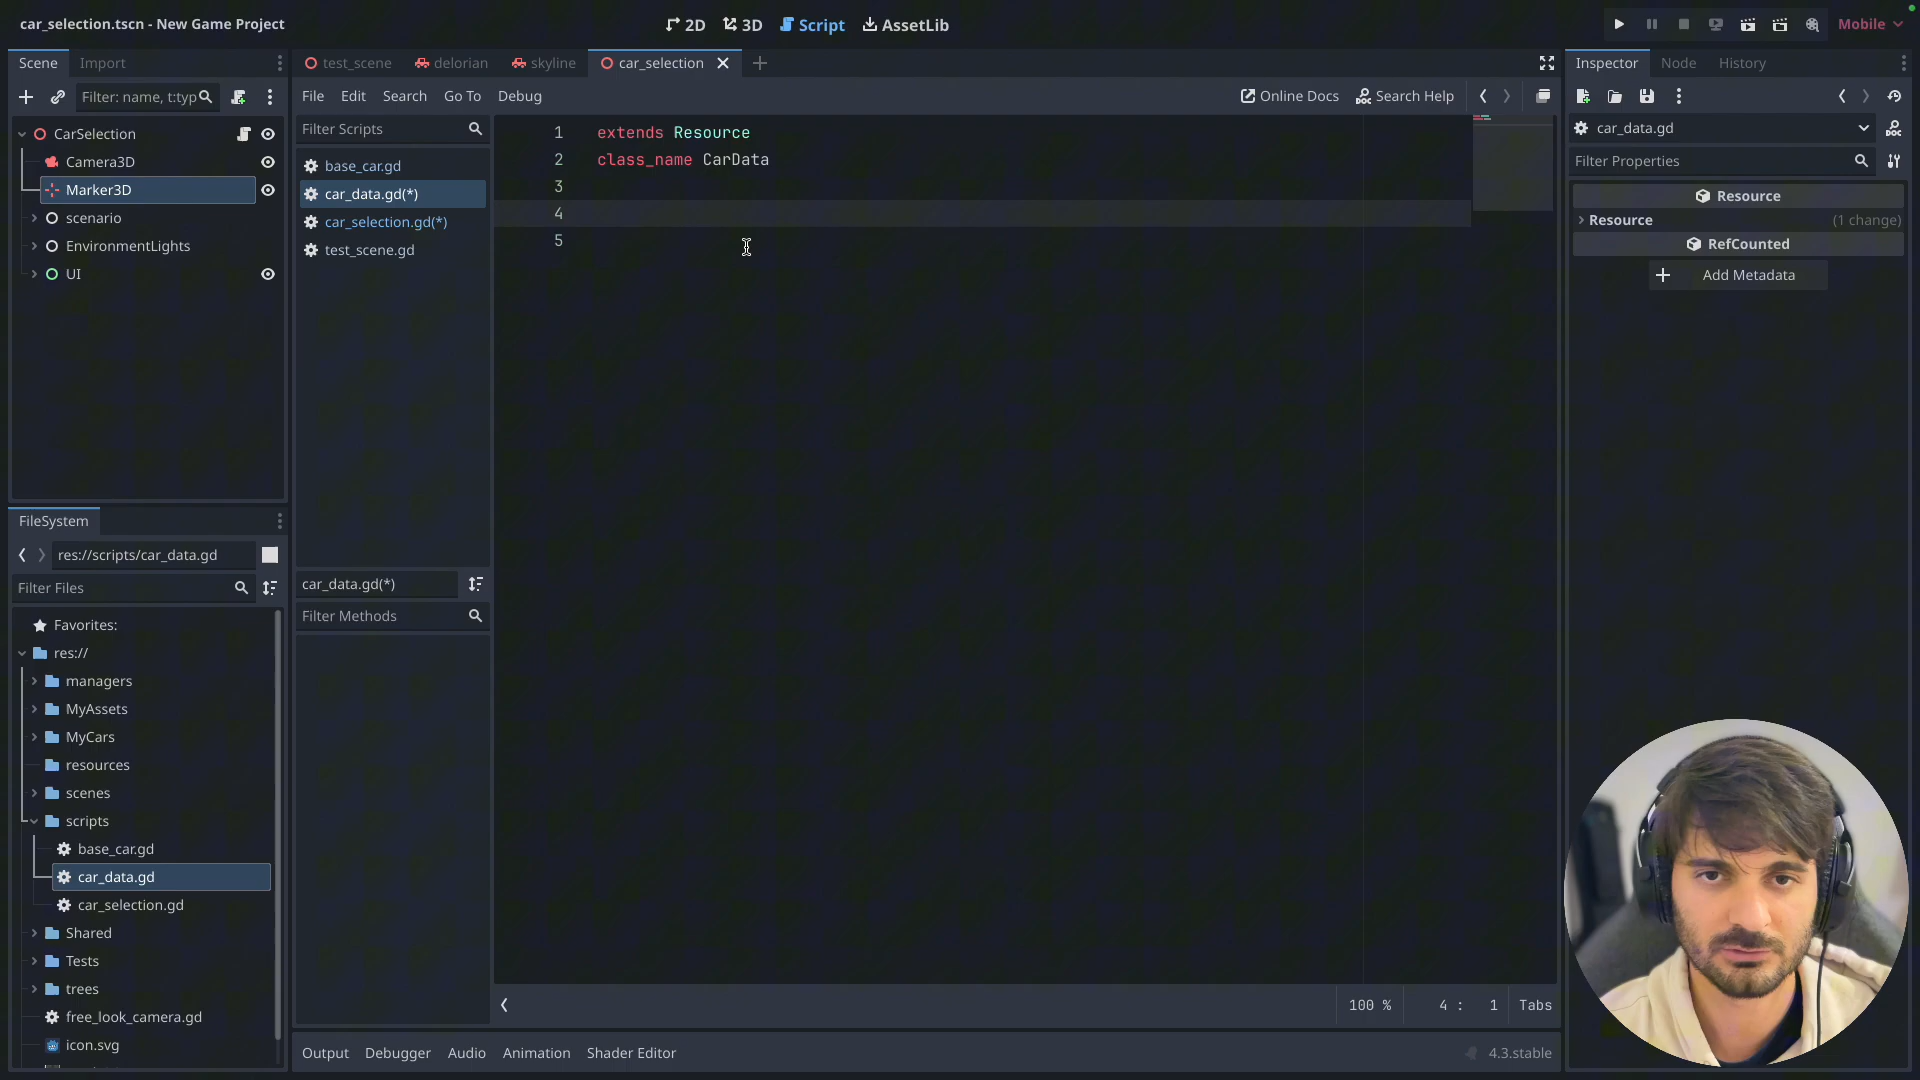 car_selection.tscn - New Game Project
2D
3D
Script
AssetLib
Mobile
Scene
Import
Filter: name, t:typ
CarSelection
Camera3D
Marker3D
scenario
EnvironmentLights
UI
FileSystem
res://scripts/car_data.gd
Filter Files
Favorites:
res://
managers
MyAssets
MyCars
resources
scenes
scripts
base_car.gd
car_data.gd
car_selection.gd
Shared
Tests
trees
free_look_camera.gd
icon.svg
test_scene
delorian
skyline
car_selection
File
Edit
Search
Go To
Debug
Online Docs
Search Help
Filter Scripts
base_car.gd
car_data.gd(*)
car_selection.gd(*)
test_scene.gd
car_data.gd(*)
Filter Methods
1 extends Resource
2 class_name CarData
3
4
5
100 %
4 : 1
Tabs
Output
Debugger
Audio
Animation
Shader Editor
4.3.stable
Inspector
Node
History
car_data.gd
Filter Properties
Resource
Resource (1 change)
RefCounted
Add Metadata